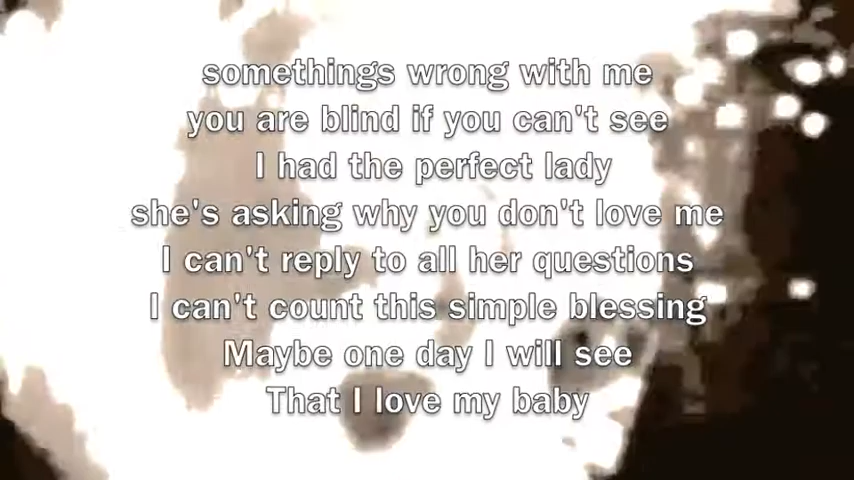 somethings wrong with me
you are blind if you can't see
I had the perfect lady
she's asking why you don't love me
I can't reply to all her questions
I can't count this simple blessing
Maybe one day I will see
That I love my baby